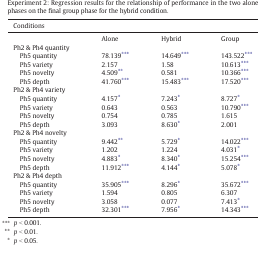 Experiment 2: Regression results for the relationship of performance in the two alone
phases on the final group phase for the hybrid condition.
Conditions
Alone Hybrid Group
Ph2 & Ph4 quantity
Ph5 quantity 78.139*** 14.649*** 143.522***
Ph5 variety 2.157 1.58 10.613***
Ph5 novelty 4.509** 0.581 10.366***
Ph5 depth 41.760*** 15.483*** 17.520***
Ph2 & Ph4 variety
Ph5 quantity 4.157* 7.243* 8.727*
Ph5 variety 0.643 0.563 10.790***
Ph5 novelty 0.754 0.785 1.615
Ph5 depth 3.093 8.630* 2.001
Ph2 & Ph4 novelty
Ph5 quantity 9.442** 5.729* 14.022***
Ph5 variety 1.202 1.224 4.031*
Ph5 novelty 4.883* 8.340* 15.254***
Ph5 depth 11.912*** 4.144* 5.078*
Ph2 & Ph4 depth
Ph5 quantity 35.905*** 8.296* 35.672***
Ph5 variety 1.594 0.805 6.307
Ph5 novelty 3.058 0.077 7.413*
Ph5 depth 32.301*** 7.956* 14.343***
*** p < 0.001.
** p < 0.01.
* p < 0.05.